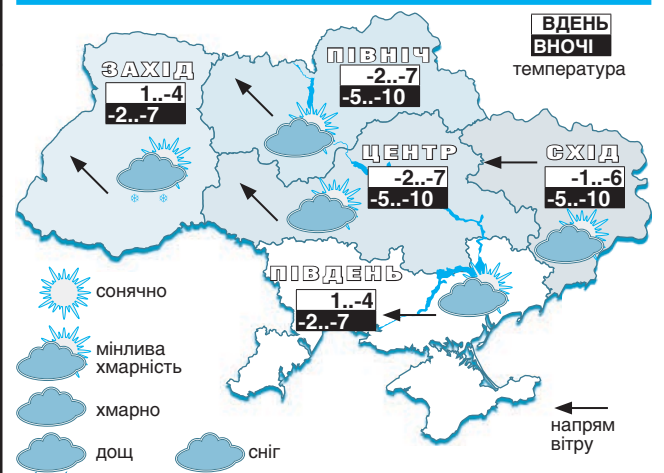 ВДЕНЬ
ВНОЧІ
температура
ЗАХІД
1..-4
-2..-7
ПІВНІЧ
-2..-7
-5..-10
ЦЕНТР
-2..-7
-5..-10
СХІД
-1..-6
-5..-10
ПІВДЕНЬ
1..-4
-2..-7
сонячно
мінлива
хмарність
хмарно
дощ
сніг
напрям
вітру